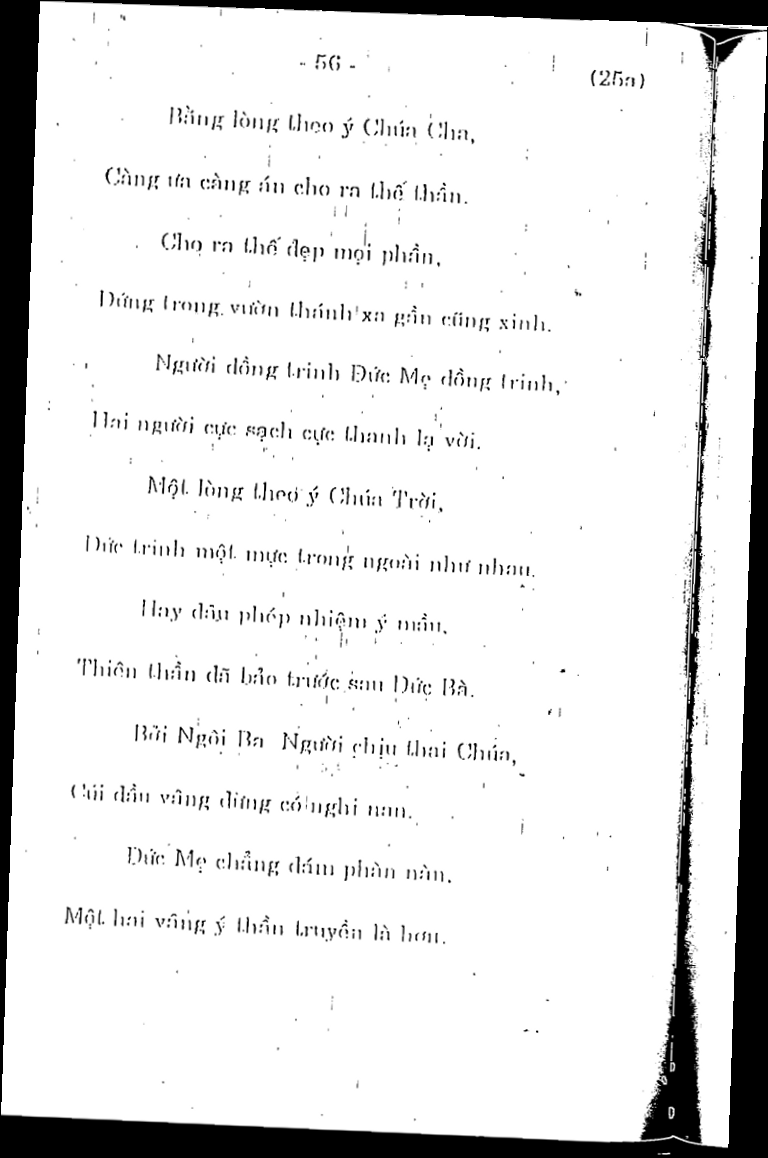 - 56 -
(25a)
Bằng lòng theo ý Chúa Cha,
Càng ưa càng án cho ra thế thần.
Cho ra thế đẹp mọi phần,
Đứng trong vườn thánh xa gần cũng xinh.
Người đồng trinh Đức Mẹ đồng trinh,
Hai người cực sạch cực thanh lạ vời.
Một lòng theo ý Chúa Trời,
Đức trinh một mực trong ngoài như nhau.
Hay dâu phép nhiệm ý mầu,
Thiên thần đã bảo trước sau Đức Bà.
Bởi Ngôi Ba Người chịu thai Chúa,
Cúi đầu vâng đừng có nghi nan.
Đức Mẹ chẳng dám phàn nàn.
Một hai vâng ý thần truyền là hơn.